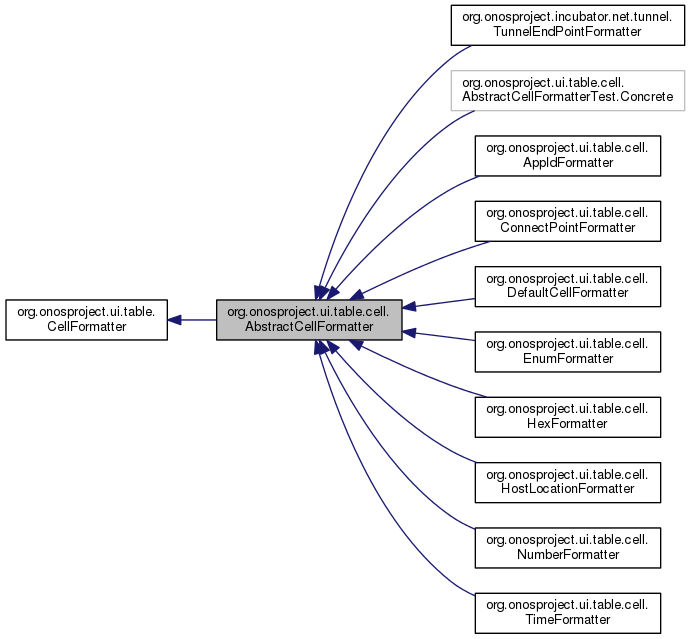 org.onosproject.ui.table.
CellFormatter
org.onosproject.ui.table.cell.
AbstractCellFormatter
org.onosproject.incubator.net.tunnel.
TunnelEndPointFormatter
org.onosproject.ui.table.cell.
AbstractCellFormatterTest.Concrete
org.onosproject.ui.table.cell.
AppIdFormatter
org.onosproject.ui.table.cell.
ConnectPointFormatter
org.onosproject.ui.table.cell.
DefaultCellFormatter
org.onosproject.ui.table.cell.
EnumFormatter
org.onosproject.ui.table.cell.
HexFormatter
org.onosproject.ui.table.cell.
HostLocationFormatter
org.onosproject.ui.table.cell.
NumberFormatter
org.onosproject.ui.table.cell.
TimeFormatter